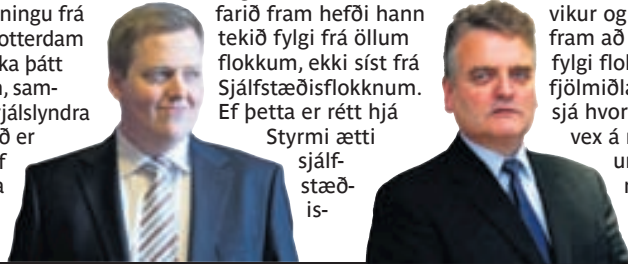 ningu frá
otterdam
ka þátt
, sam-
jálslyndra
ð er
f
a
farið fram hefði hann
tekið fylgi frá öllum
flokkum, ekki síst frá
Sjálfstæðisflokknum.
Ef þetta er rétt hjá
Styrmi ætti
sjálf-
stæð-
is-
vikur og
fram að
fylgi flok
fjölmiðla
sjá hvor
vex á